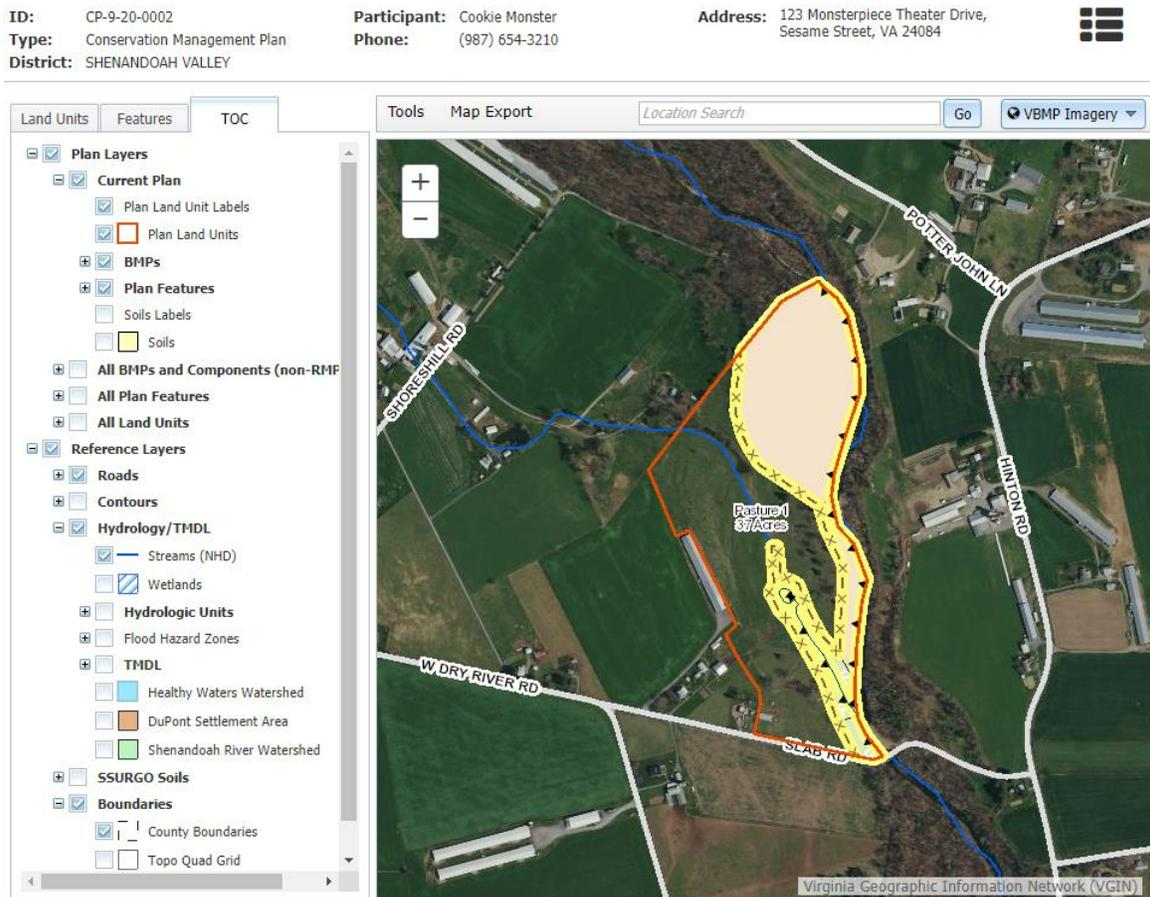 ID: CP-9-20-0002
Type: Conservation Management Plan
District: SHENANDOAH VALLEY
Participant: Cookie Monster
Phone: (987) 654-3210
Address: 123 Monsterpiece Theater Drive,
Sesame Street, VA 24084
Land Units
Features
TOC
Plan Layers
Current Plan
Plan Land Unit Labels
Plan Land Units
BMPs
Plan Features
Soils Labels
Soils
All BMPs and Components (non-RMP
All Plan Features
All Land Units
Reference Layers
Roads
Contours
Hydrology/TMDL
Streams (NHD)
Wetlands
Hydrologic Units
Flood Hazard Zones
TMDL
Healthy Waters Watershed
DuPont Settlement Area
Shenandoah River Watershed
SSURGO Soils
Boundaries
County Boundaries
Topo Quad Grid
Tools
Map Export
Location Search
Go
VBMP Imagery
+
−
POTTER JOHN LN
SHORESHILL RD
HINTON RD
Pasture 1
37 Acres
W DRY RIVER RD
SLAB RD
Virginia Geographic Information Network (VGIN)